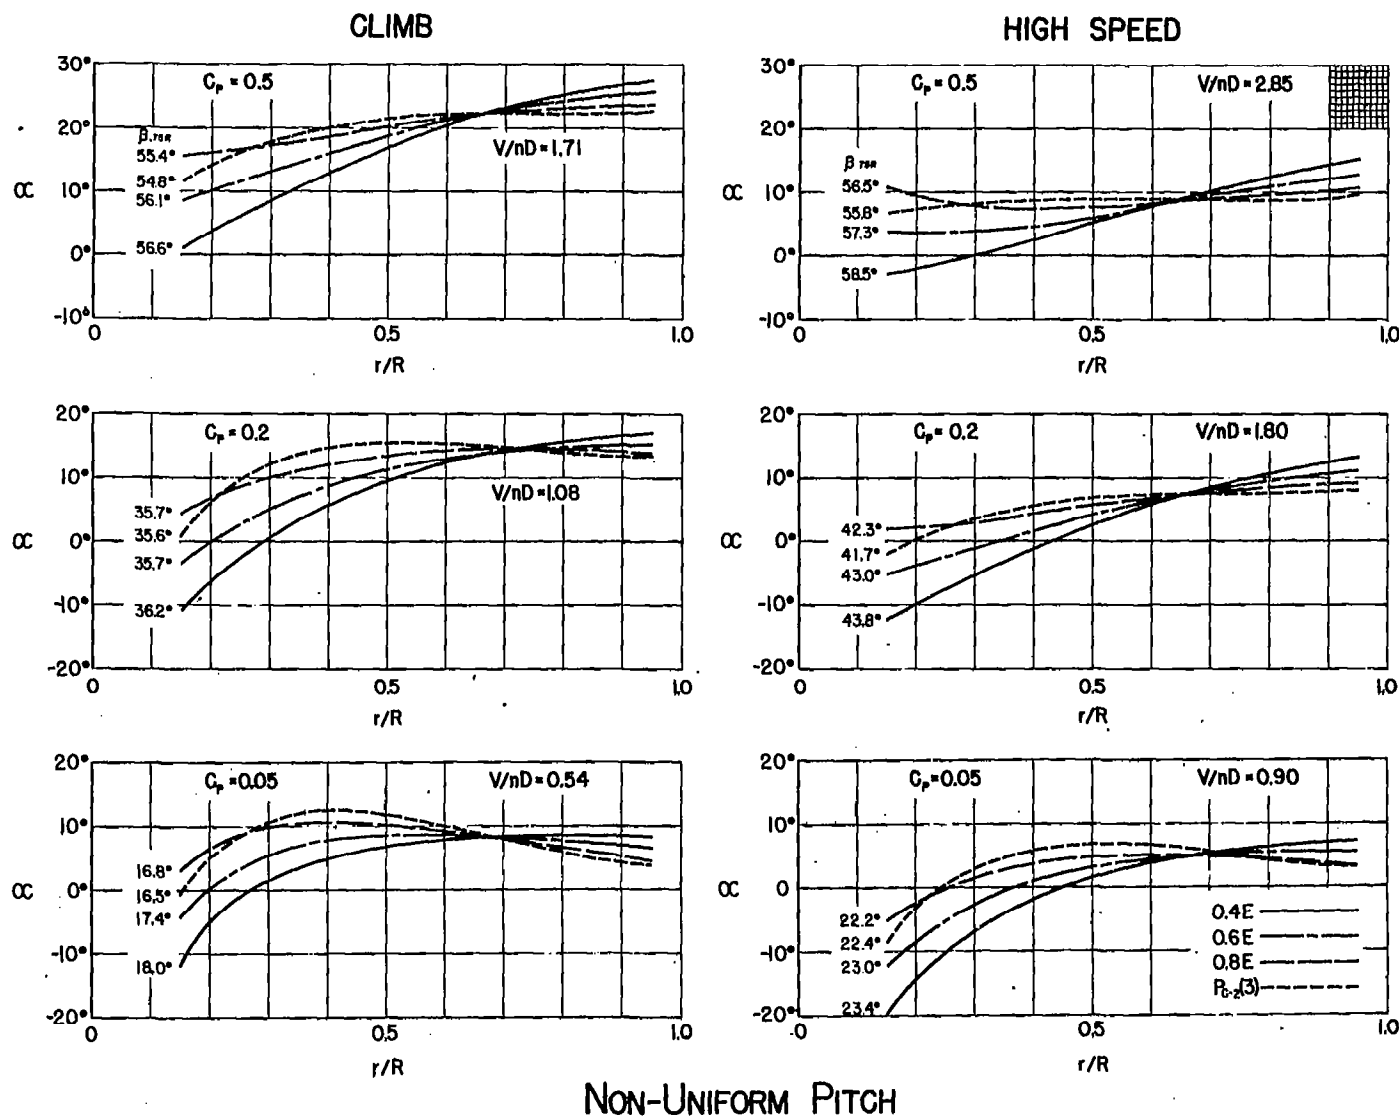 CLIMB
HIGH SPEED
30°
20°
10°
0°
-10°
α
Cₚ = 0.5
β.75R
55.4°
54.8°
56.1°
56.6°
V/nD = 1.71
0
0.5
1.0
r/R
30°
20°
10°
0°
-10°
α
Cₚ = 0.5
V/nD = 2.85
β.75R
56.5°
55.8°
57.3°
58.5°
0
0.5
1.0
r/R
20°
10°
0°
-10°
-20°
α
Cₚ = 0.2
V/nD = 1.08
35.7°
35.6°
35.7°
36.2°
0
0.5
1.0
r/R
20°
10°
0°
-10°
-20°
α
Cₚ = 0.2
V/nD = 1.80
42.3°
41.7°
43.0°
43.8°
0
0.5
1.0
r/R
20°
10°
0°
-10°
-20°
α
Cₚ = 0.05
V/nD = 0.54
16.8°
16.5°
17.4°
18.0°
0
0.5
1.0
r/R
20°
10°
0
-10°
-20°
α
Cₚ = 0.05
V/nD = 0.90
22.2°
22.4°
23.0°
23.4°
0.4E
0.6E
0.8E
P_C-2(3)
0
0.5
1.0
r/R
NON-UNIFORM PITCH